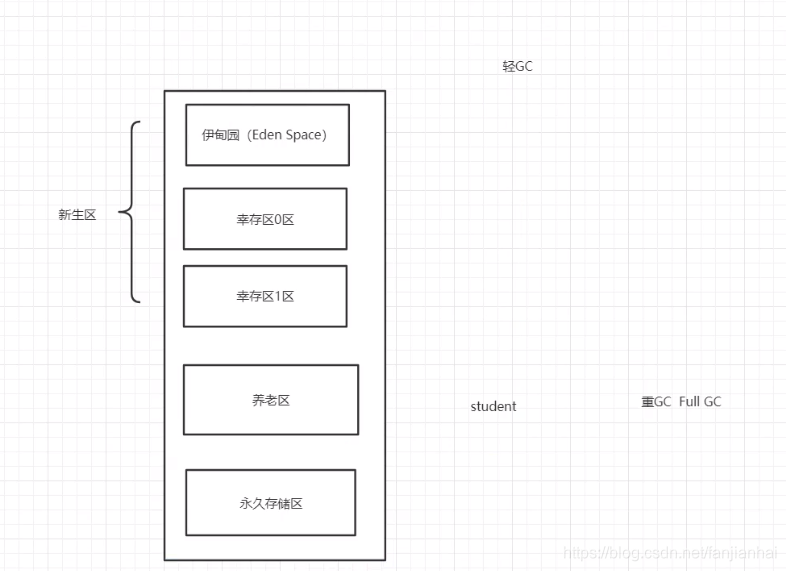 轻GC
伊甸园（Eden Space）
新生区
幸存区0区
幸存区1区
养老区
student
重GC Full GC
永久存储区
https://blog.csdn.net/fanjianhai